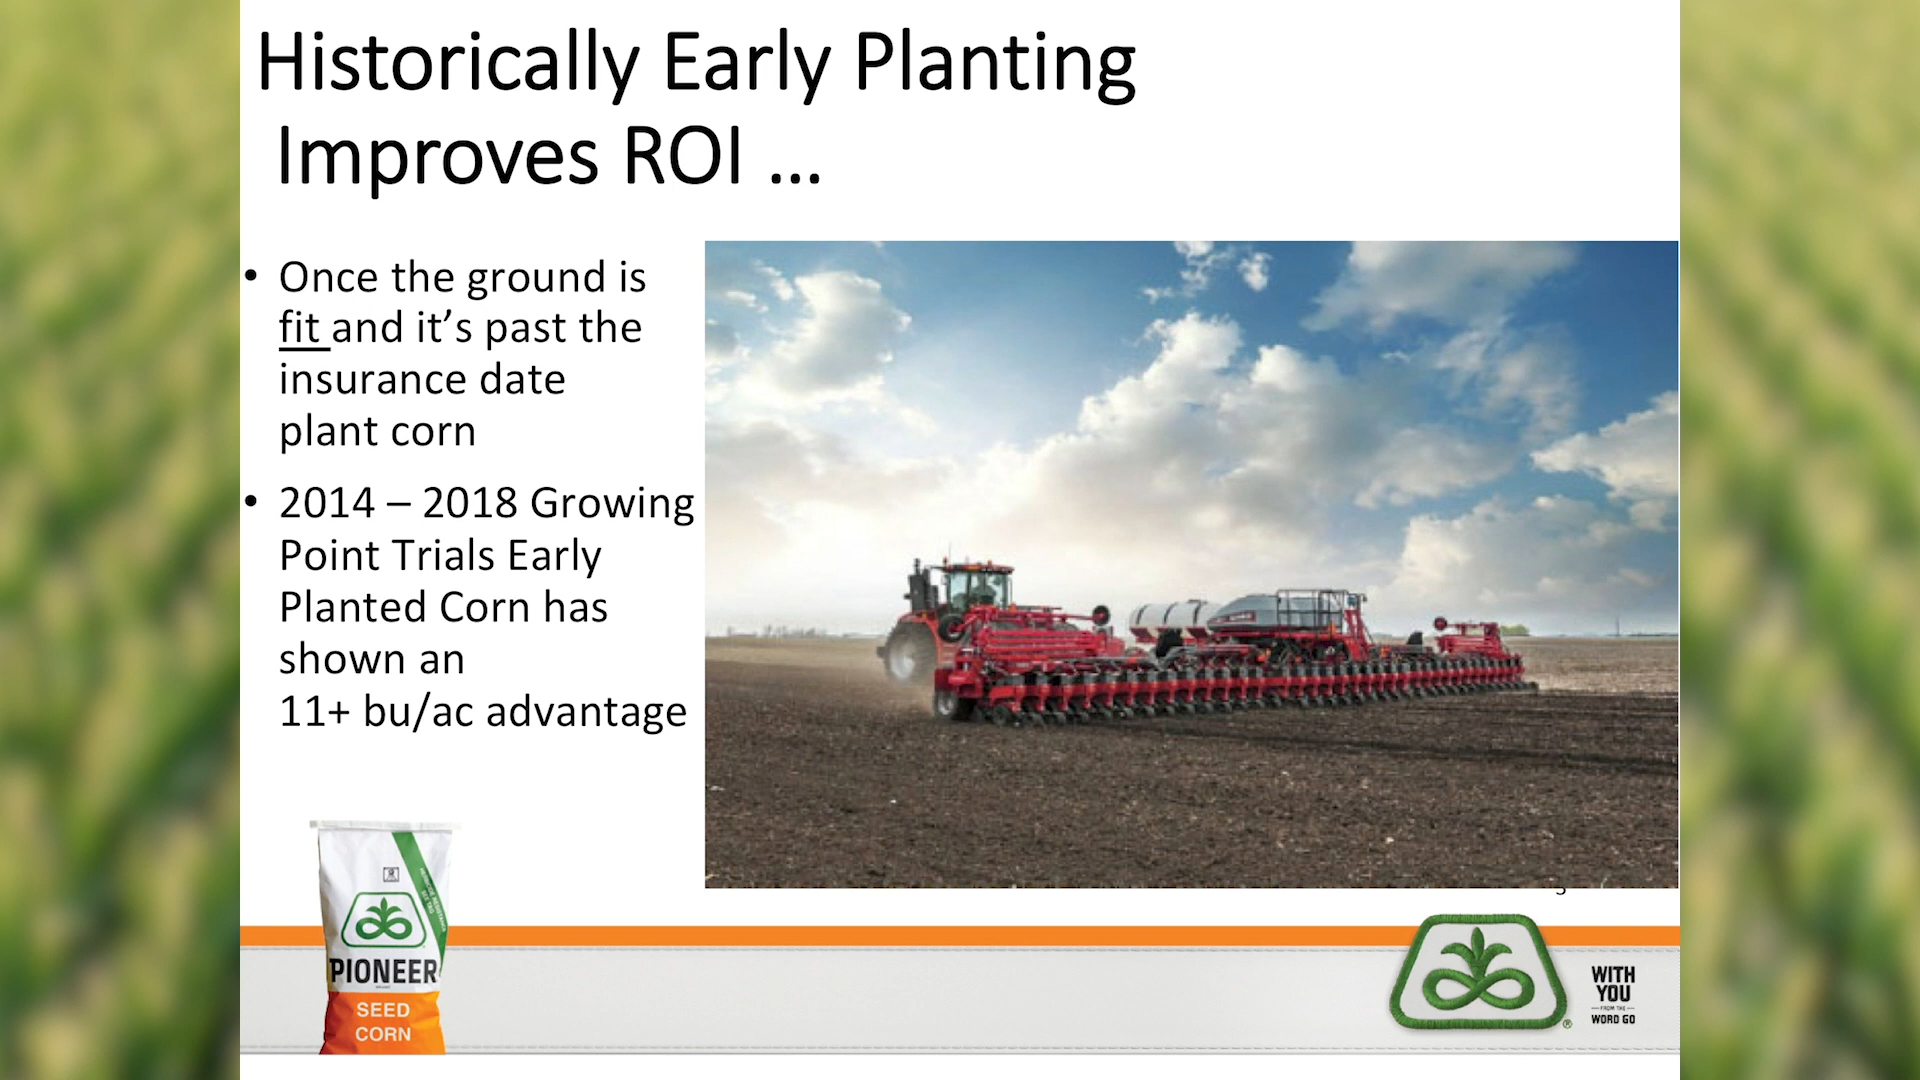 Historically Early Planting
Improves ROI ...
• Once the ground is
fit and it's past the
insurance date
plant corn
• 2014 – 2018 Growing
Point Trials Early
Planted Corn has
shown an
11+ bu/ac advantage
PIONEER
SEED
CORN
WITH
YOU
FROM THE
WORD GO
®